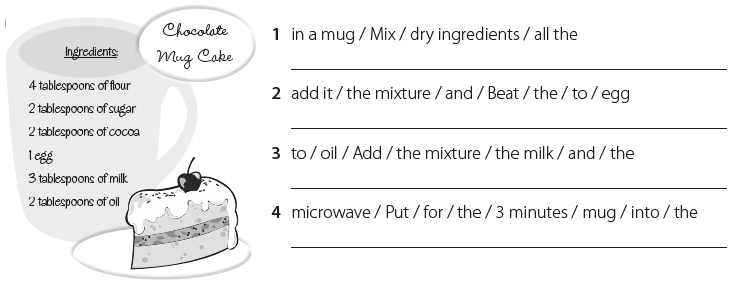 Chocolate
Mug Cake
Ingredients:
4 tablespoons of flour
2 tablespoons of sugar
2 tablespoons of cocoa
1 egg
3 tablespoons of milk
2 tablespoons of oil
1 in a mug / Mix / dry ingredients / all the
2 add it / the mixture / and / Beat / the / to / egg
3 to / oil / Add / the mixture / the milk / and / the
4 microwave / Put / for / the / 3 minutes / mug / into / the